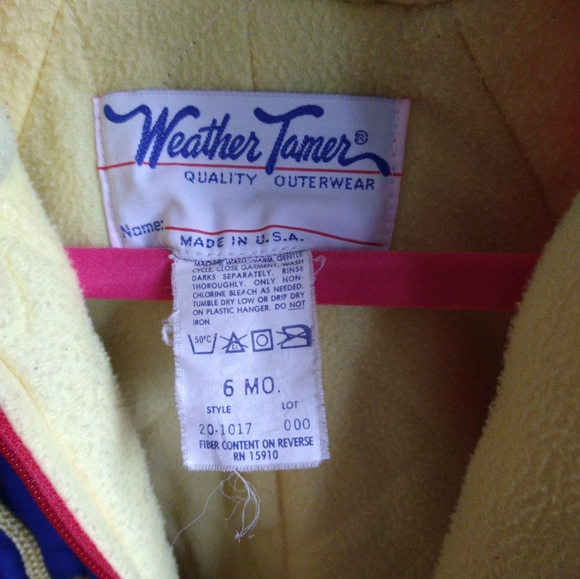 Weather Tamer®
QUALITY OUTERWEAR
Name:
MADE IN U.S.A.
MACHINE WASH WARM, GENTLE
CYCLE, CLOSE GARMENT, WASH
DARKS SEPARATELY. RINSE
THOROUGHLY. ONLY NON-
CHLORINE BLEACH AS NEEDED.
TUMBLE DRY LOW OR DRIP DRY
ON PLASTIC HANGER. DO NOT
IRON.
50°C CL
6 MO.
STYLE LOT
20-1017 000
FIBER CONTENT ON REVERSE
RN 15910